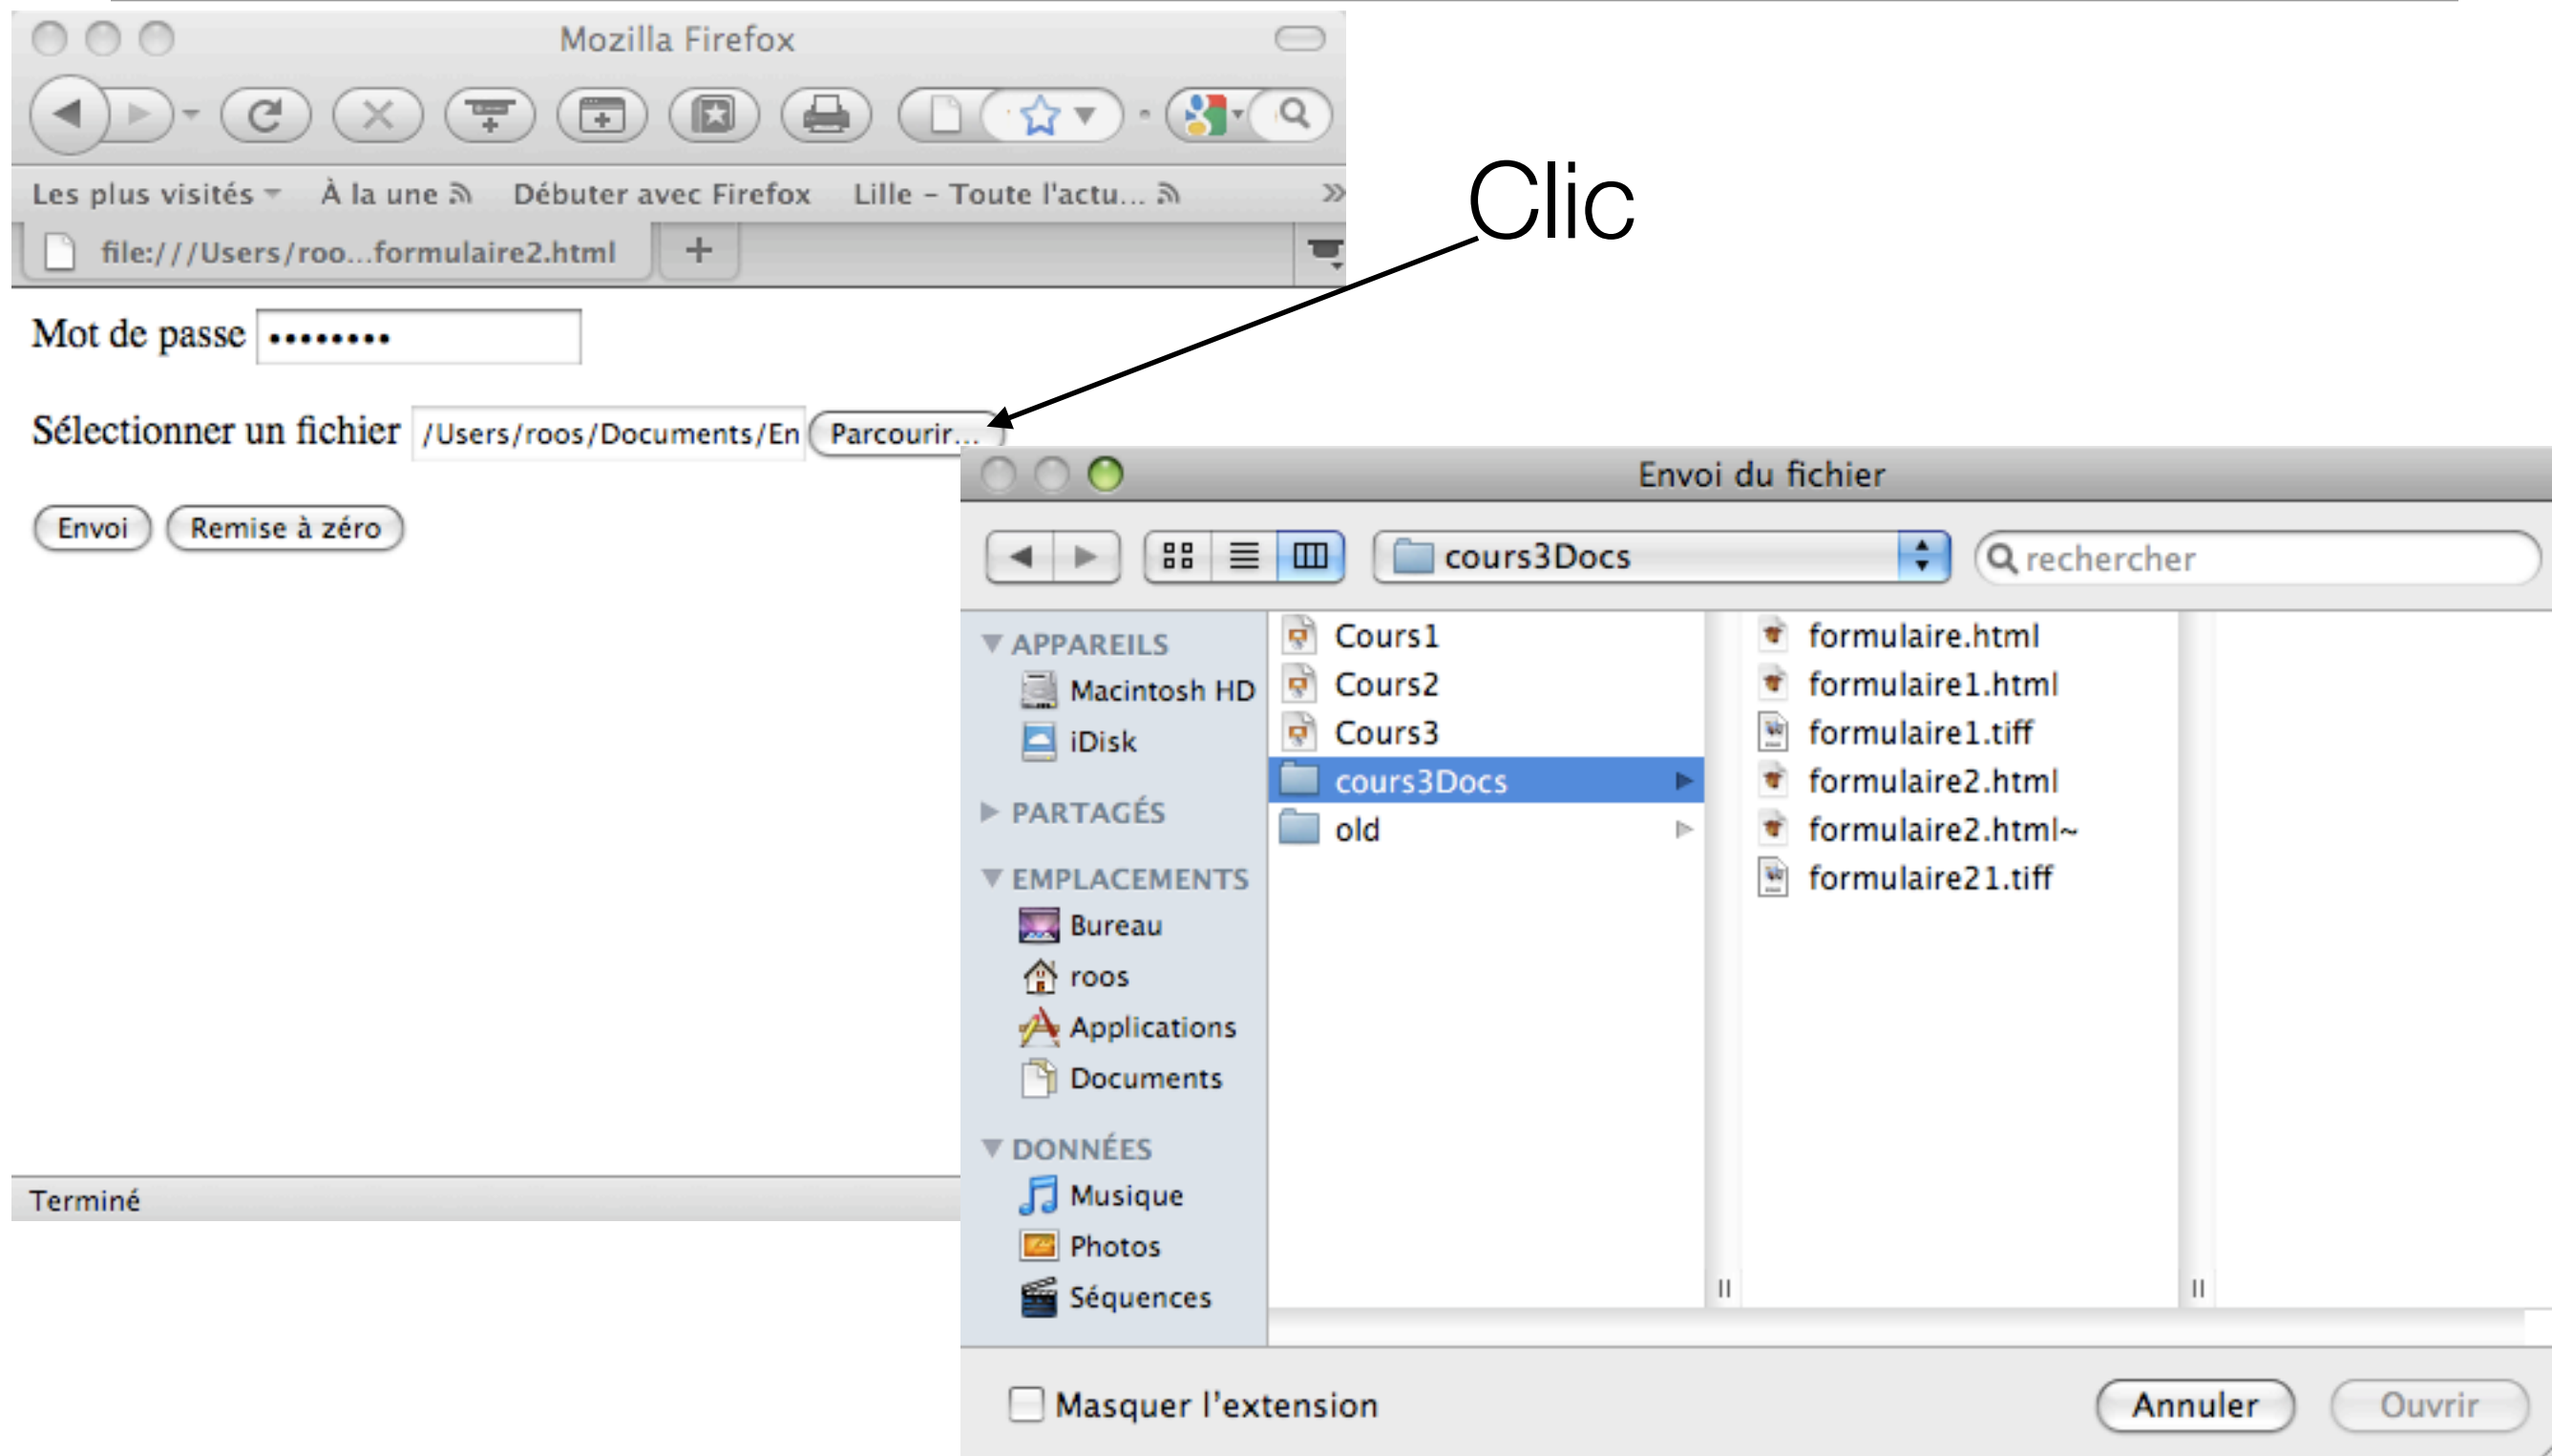 Mozilla Firefox
Les plus visités À la une Débuter avec Firefox Lille – Toute l'actu... »
file:///Users/roo...formulaire2.html +
Clic
Mot de passe ••••••••
Sélectionner un fichier /Users/roos/Documents/En Parcourir...
Envoi Remise à zéro
Terminé
Envoi du fichier
cours3Docs rechercher
APPAREILS
Macintosh HD
iDisk
PARTAGÉS
EMPLACEMENTS
Bureau
roos
Applications
Documents
DONNÉES
Musique
Photos
Séquences
Cours1
Cours2
Cours3
cours3Docs
old
formulaire.html
formulaire1.html
formulaire1.tiff
formulaire2.html
formulaire2.html~
formulaire21.tiff
Masquer l'extension
Annuler Ouvrir